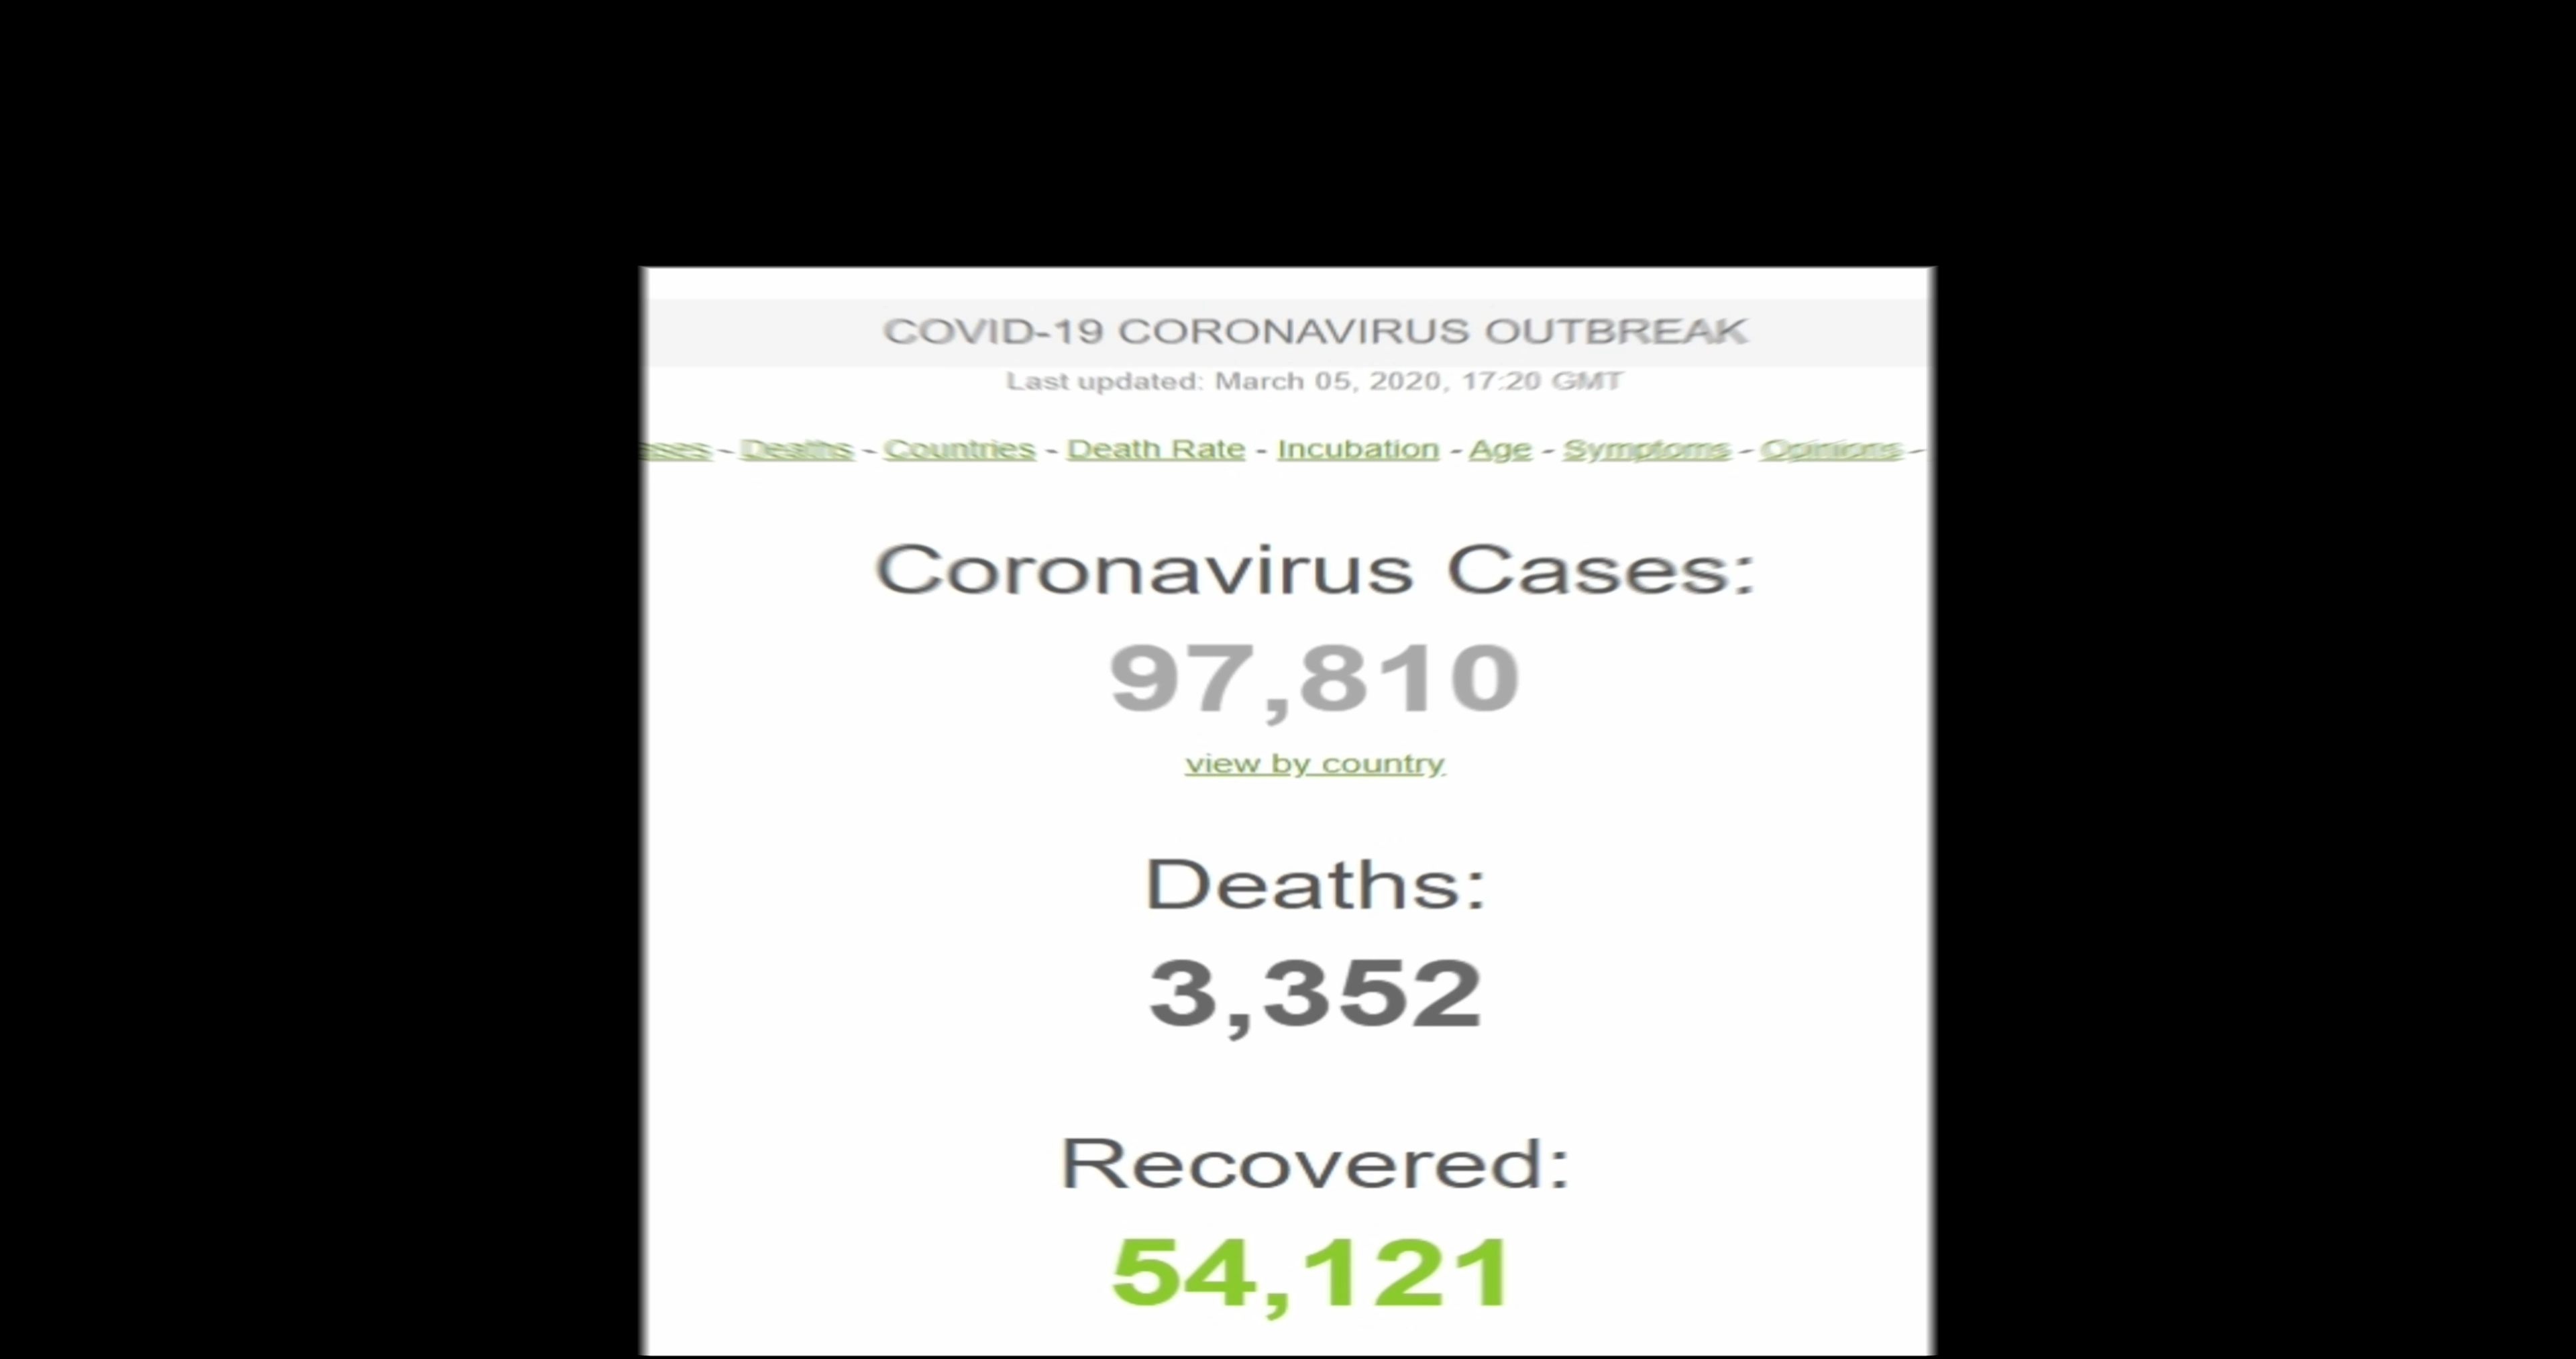 COVID-19 CORONAVIRUS OUTBREAK
Last updated: March 05, 2020, 17:20 GMT
- Deaths - Countries - Death Rate - Incubation - Age - Symptoms - Opinions -
Coronavirus Cases:
97,810
view by country
Deaths:
3,352
Recovered:
54,121